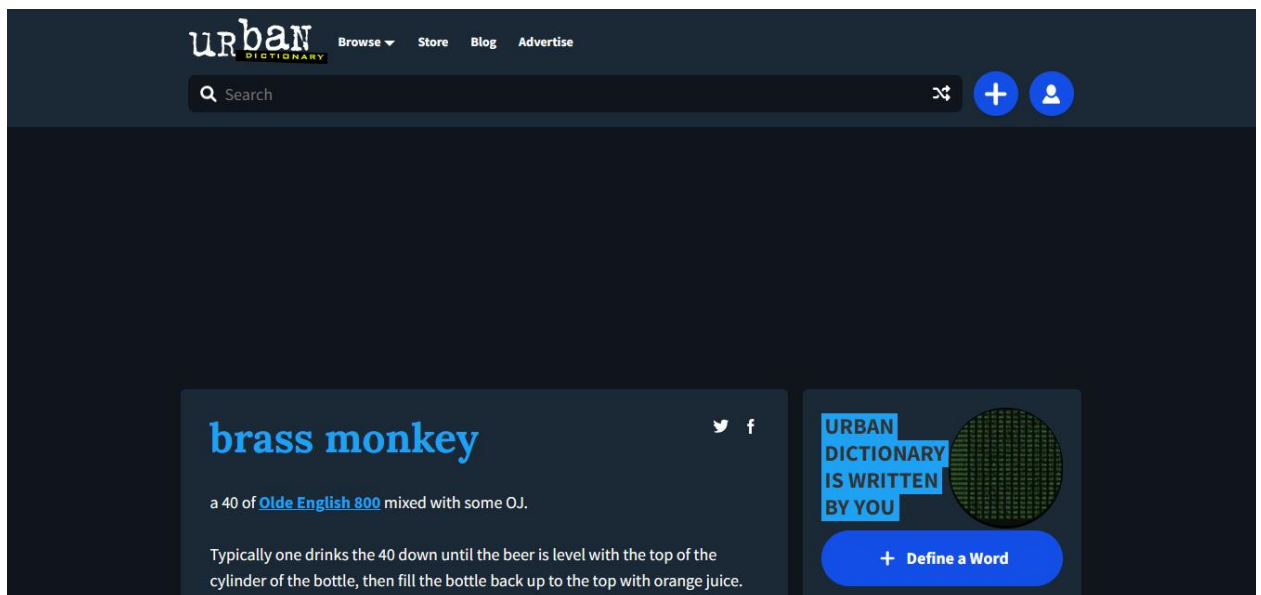 urban
DICTIONARY
Browse
Store
Blog
Advertise
Search
brass monkey
a 40 of Olde English 800 mixed with some OJ.
Typically one drinks the 40 down until the beer is level with the top of the
cylinder of the bottle, then fill the bottle back up to the top with orange juice.
URBAN
DICTIONARY
IS WRITTEN
BY YOU
+ Define a Word